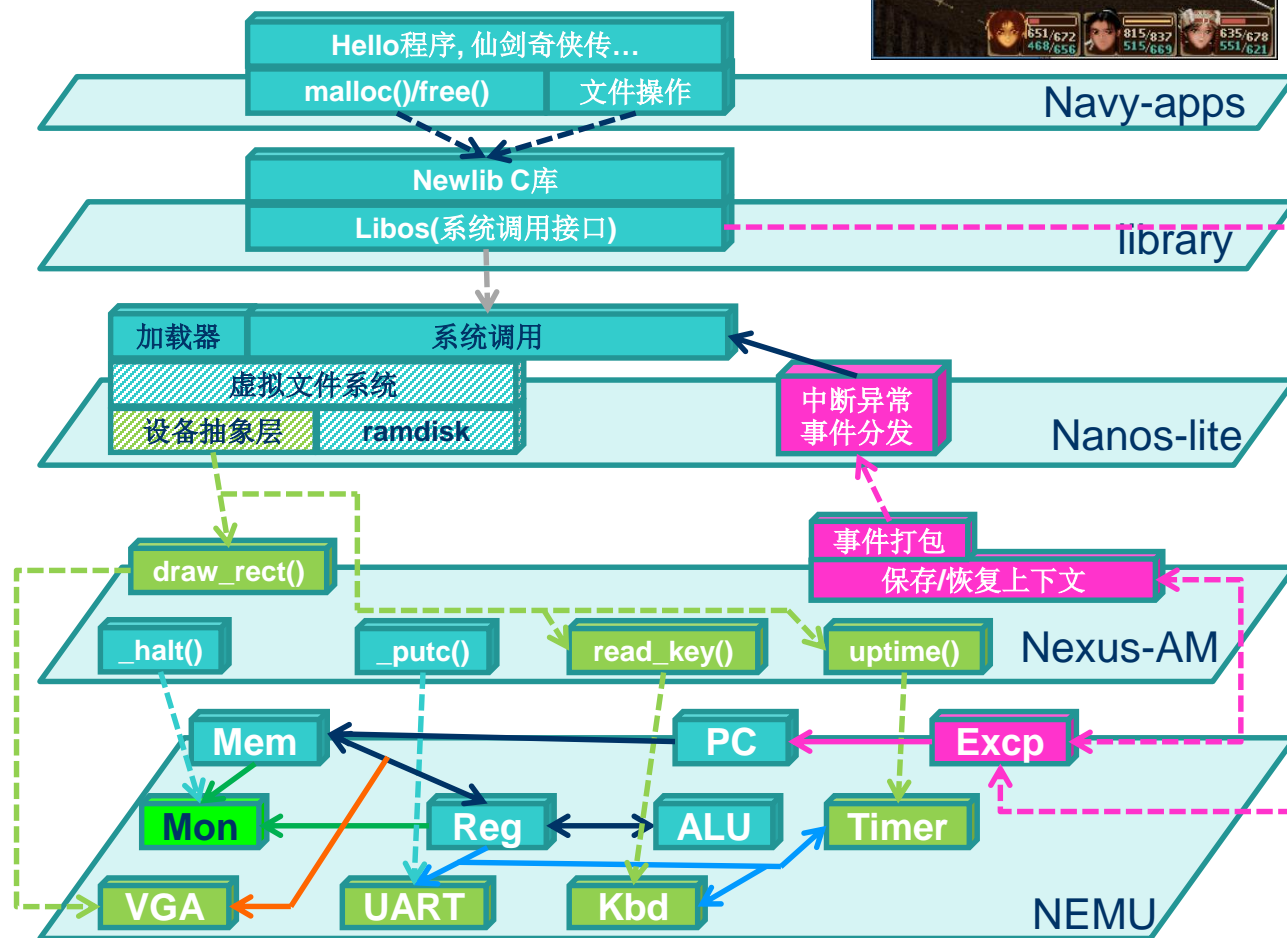 651/672
468/656
815/837
515/669
635/678
551/621
Hello程序, 仙剑奇侠传…
malloc()/free()
文件操作
Navy-apps
Newlib C库
Libos(系统调用接口)
library
加载器
系统调用
虚拟文件系统
设备抽象层
ramdisk
中断异常
事件分发
Nanos-lite
事件打包
保存/恢复上下文
draw_rect()
_halt()
_putc()
read_key()
uptime()
Nexus-AM
Mem
PC
Excp
Mon
Reg
ALU
Timer
VGA
UART
Kbd
NEMU